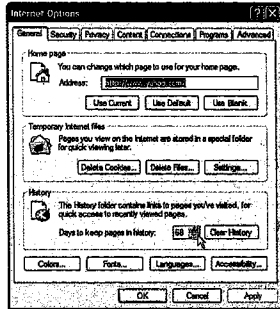 Internet Options
General Security Privacy Content Connections Programs Advanced
Home page
You can change which page to use for your home page.
Address:
Use Current Use Default Use Blank
Temporary Internet files
Pages you view on the Internet are stored in a special folder
for quick viewing later.
Delete Cookies... Delete Files... Settings...
History
The History folder contains links to pages you've visited, for
quick access to recently viewed pages.
Days to keep pages in history: 68 Clear History
Colors... Fonts... Languages... Accessibility...
OK Cancel Apply